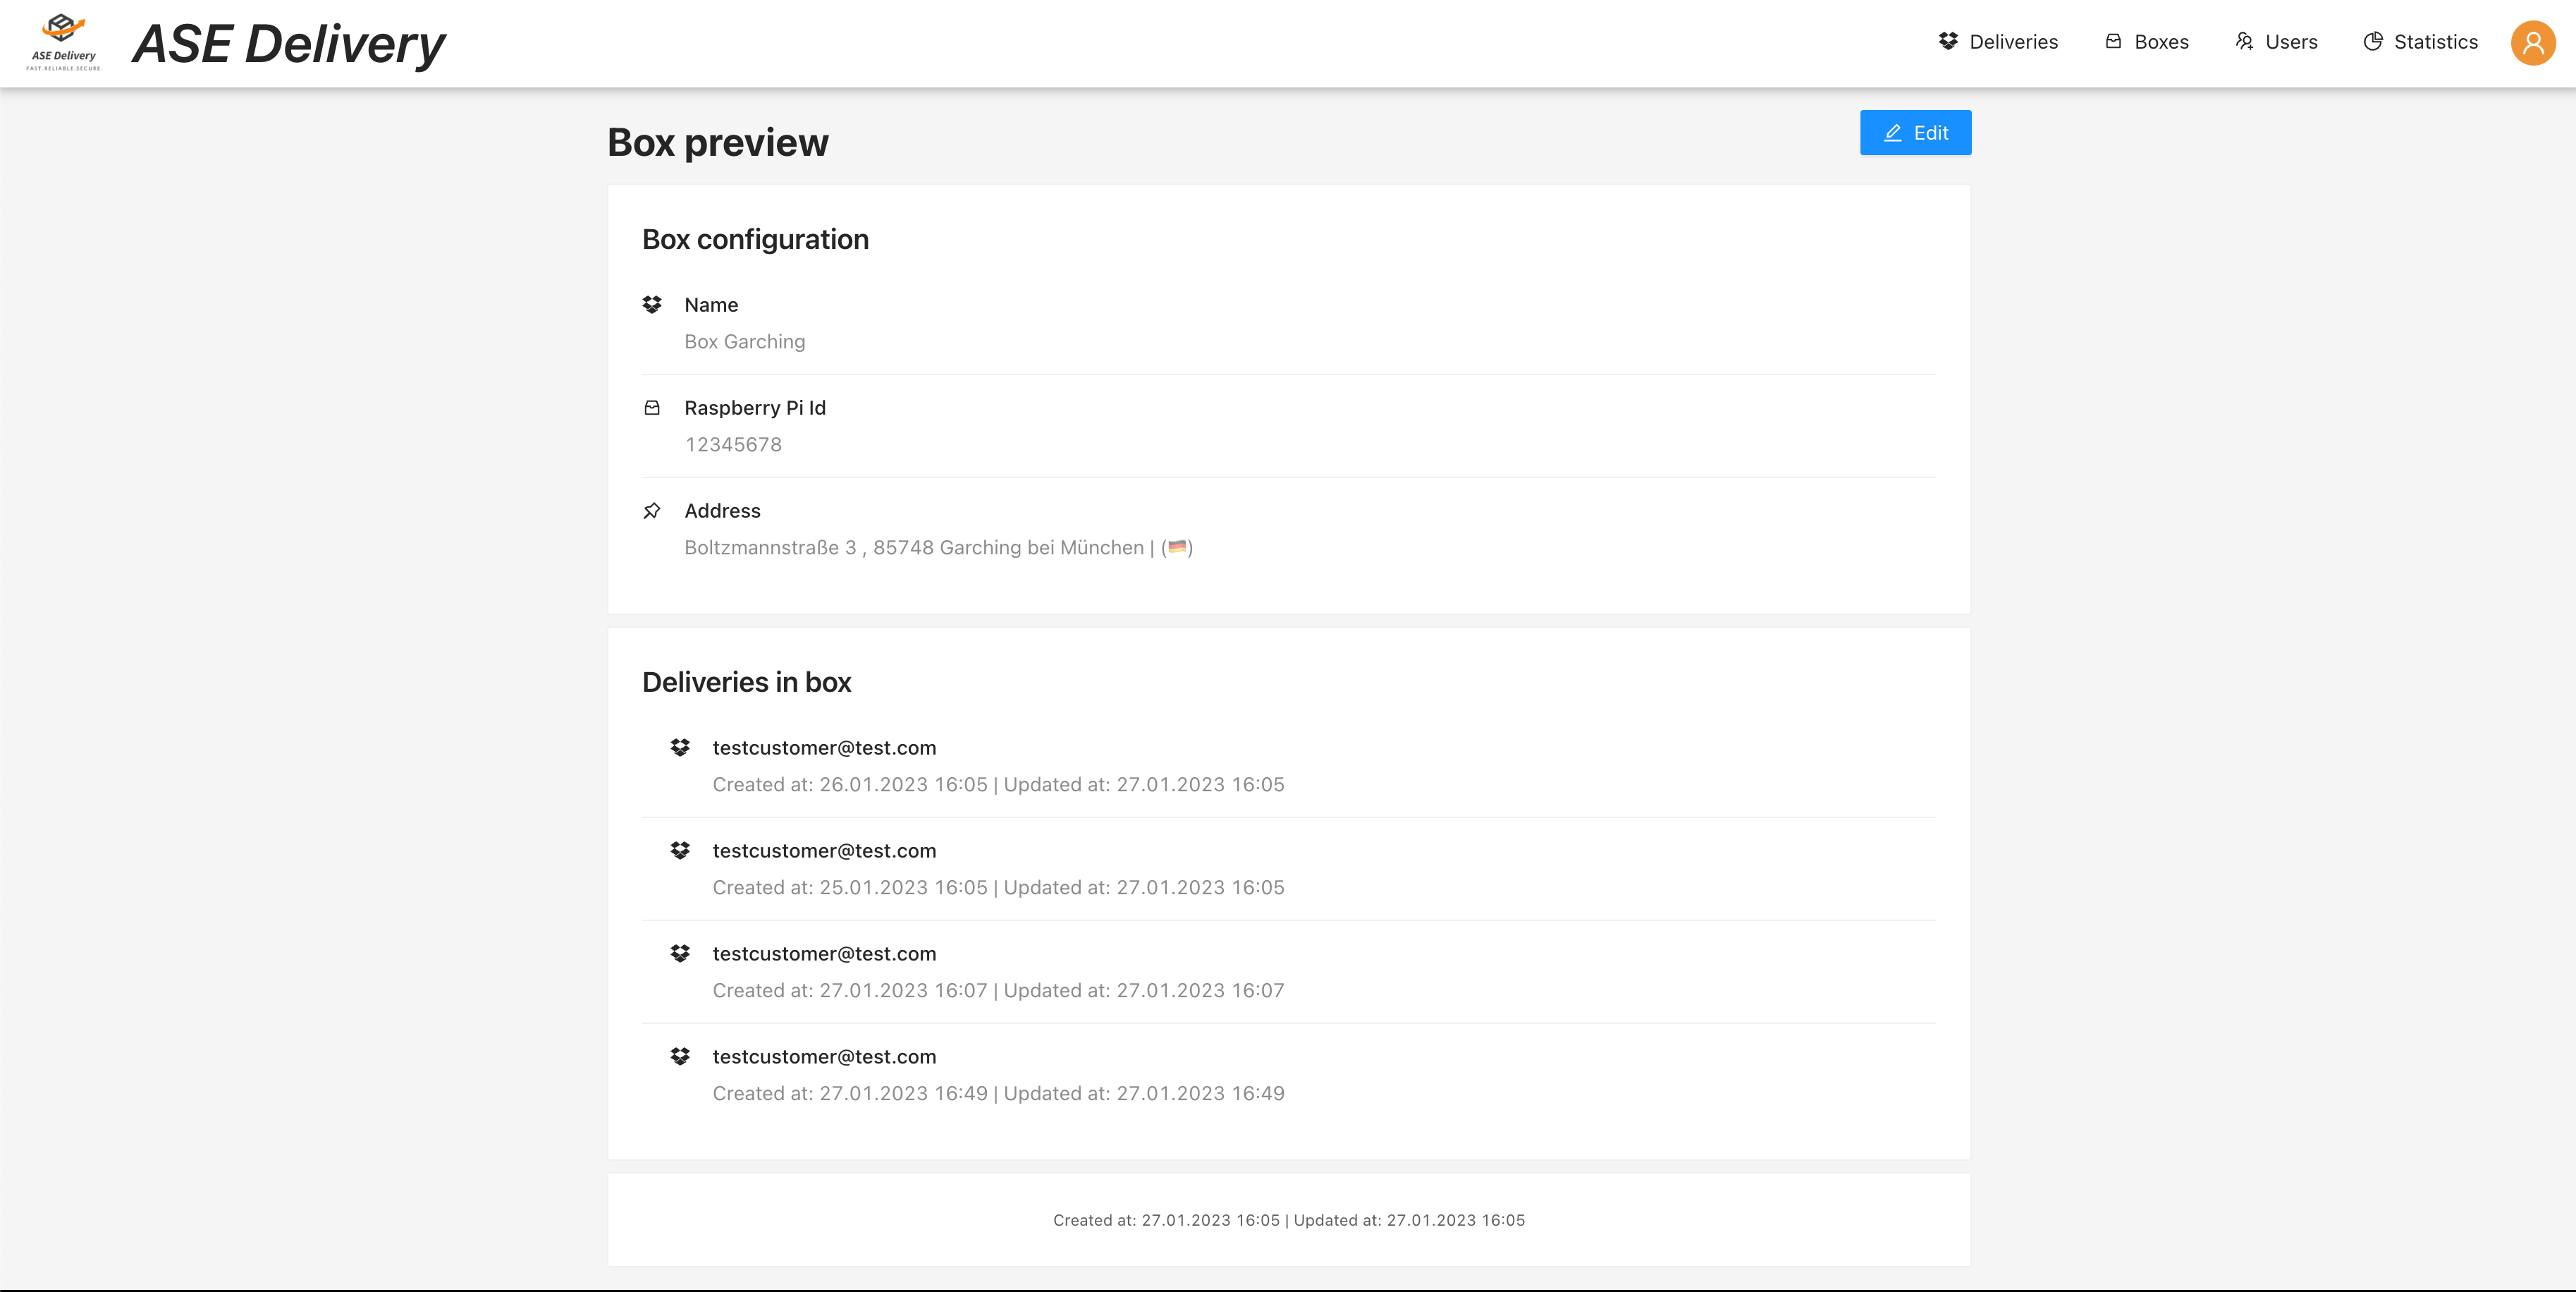 ASE Delivery
FAST.RELIABLE.SECURE.
ASE Delivery
Deliveries
Boxes
Users
Statistics
Box preview
Edit
Box configuration
Name
Box Garching
Raspberry Pi Id
12345678
Address
Boltzmannstraße 3 , 85748 Garching bei München | (🇩🇪)
Deliveries in box
testcustomer@test.com
Created at: 26.01.2023 16:05 | Updated at: 27.01.2023 16:05
testcustomer@test.com
Created at: 25.01.2023 16:05 | Updated at: 27.01.2023 16:05
testcustomer@test.com
Created at: 27.01.2023 16:07 | Updated at: 27.01.2023 16:07
testcustomer@test.com
Created at: 27.01.2023 16:49 | Updated at: 27.01.2023 16:49
Created at: 27.01.2023 16:05 | Updated at: 27.01.2023 16:05